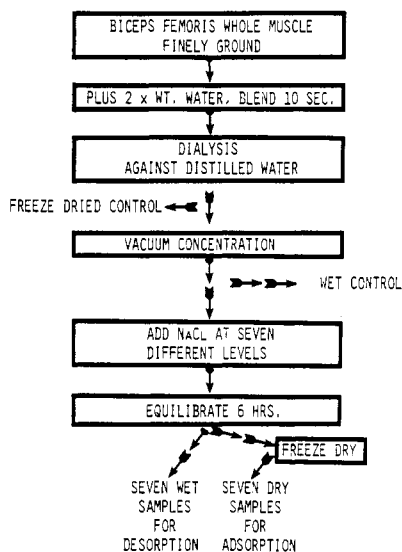 BICEPS FEMORIS WHOLE MUSCLE
FINELY GROUND
PLUS 2 x WT. WATER, BLEND 10 SEC.
DIALYSIS
AGAINST DISTILLED WATER
FREEZE DRIED CONTROL
VACUUM CONCENTRATION
WET CONTROL
ADD NACL AT SEVEN
DIFFERENT LEVELS
EQUILIBRATE 6 HRS.
FREEZE DRY
SEVEN WET
SAMPLES
FOR
DESORPTION
SEVEN DRY
SAMPLES
FOR
ADSORPTION